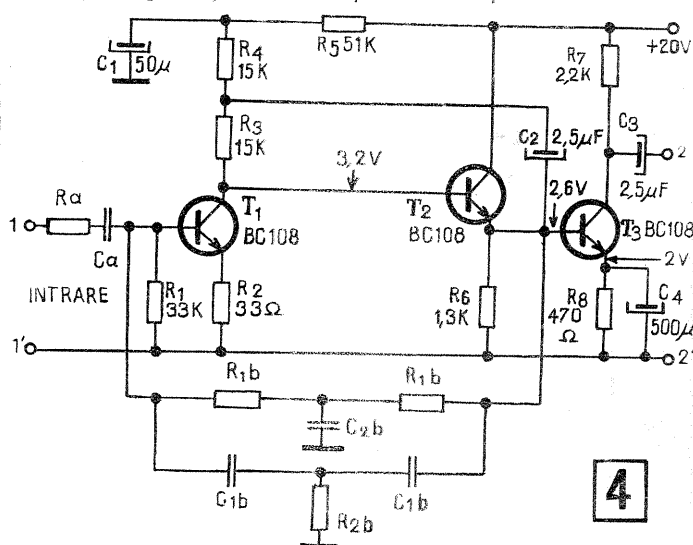 R4
15K
R5 51K
C1
50µ
+20V
R7
2,2K
R3
15K
C2
2,5µF
C3
2
2,5µF
3,2V
2,6V
1
Ra
Ca
T1
BC108
T2
BC108
T3 BC108
2V
INTRARE
R1
33K
R2
33Ω
R6
1,3K
R8
470
Ω
C4
500µ
1'
2'
R1b
R1b
C2b
C1b
C1b
R2b
4